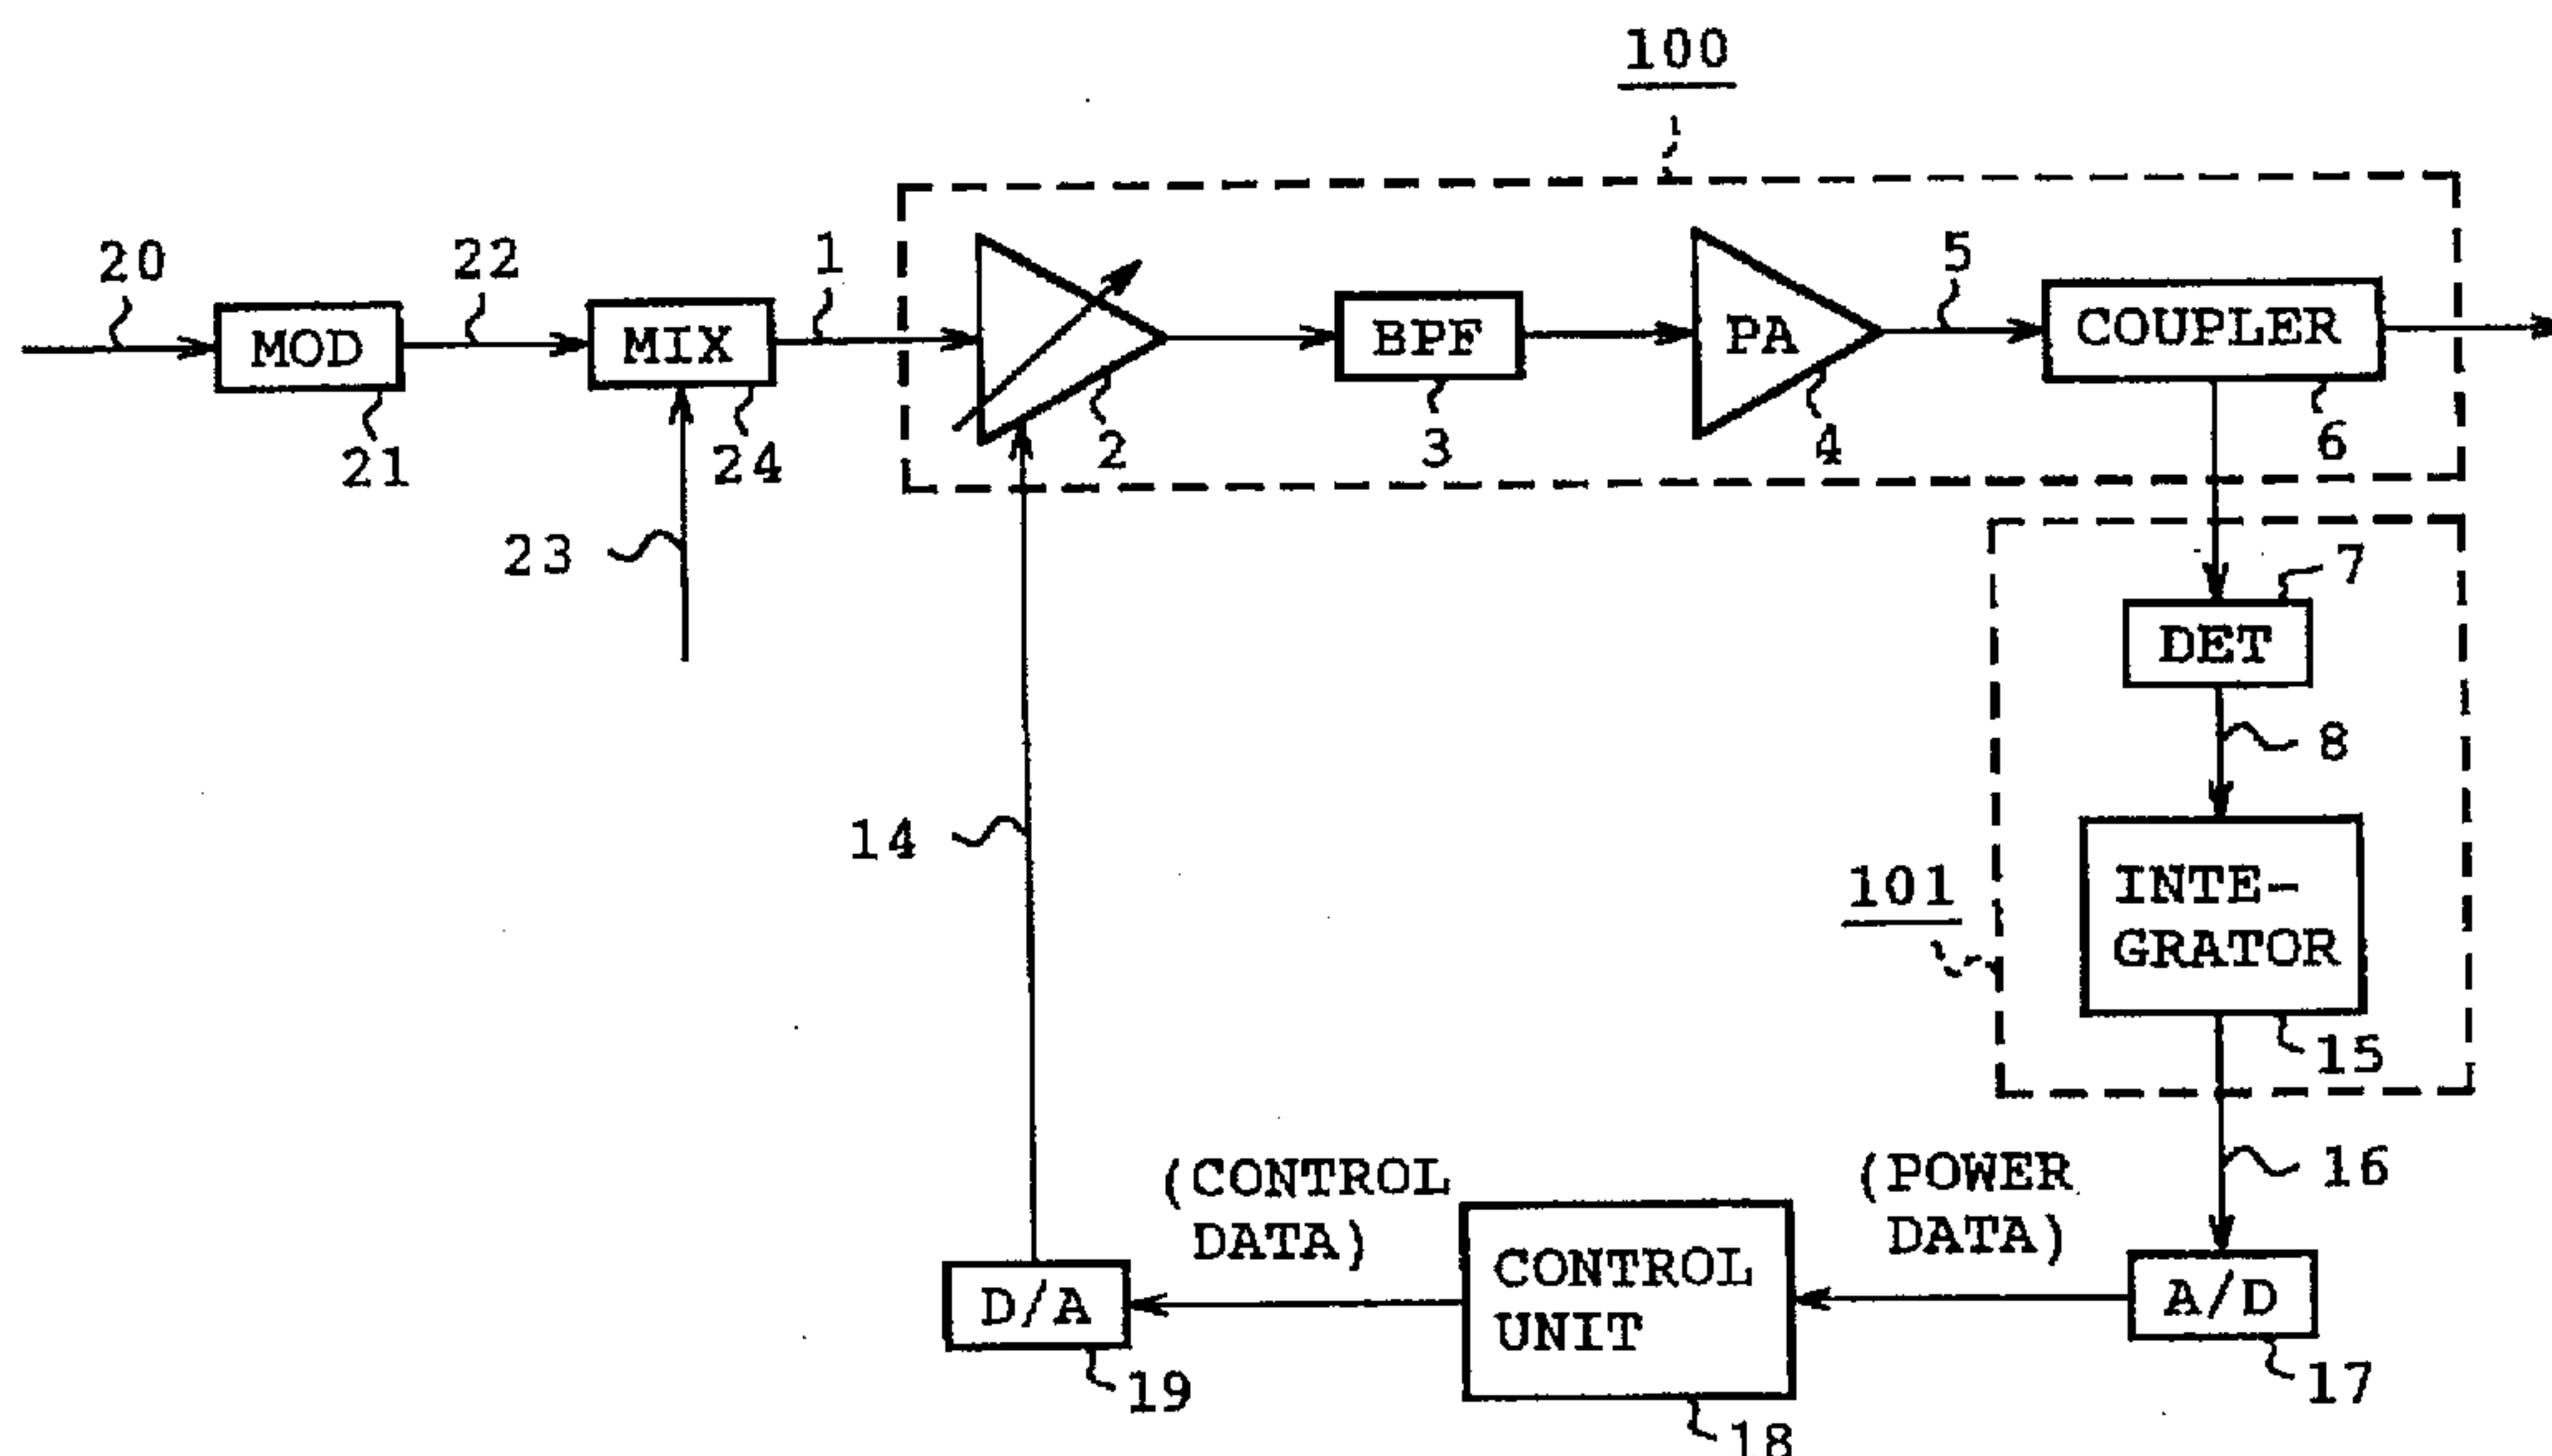 100
20
22
1
5
MOD
MIX
BPF
PA
COUPLER
21
24
2
3
4
6
23
7
DET
8
14
101
INTE-
GRATOR
15
16
(CONTROL
DATA)
(POWER
DATA)
D/A
CONTROL
UNIT
A/D
19
18
17